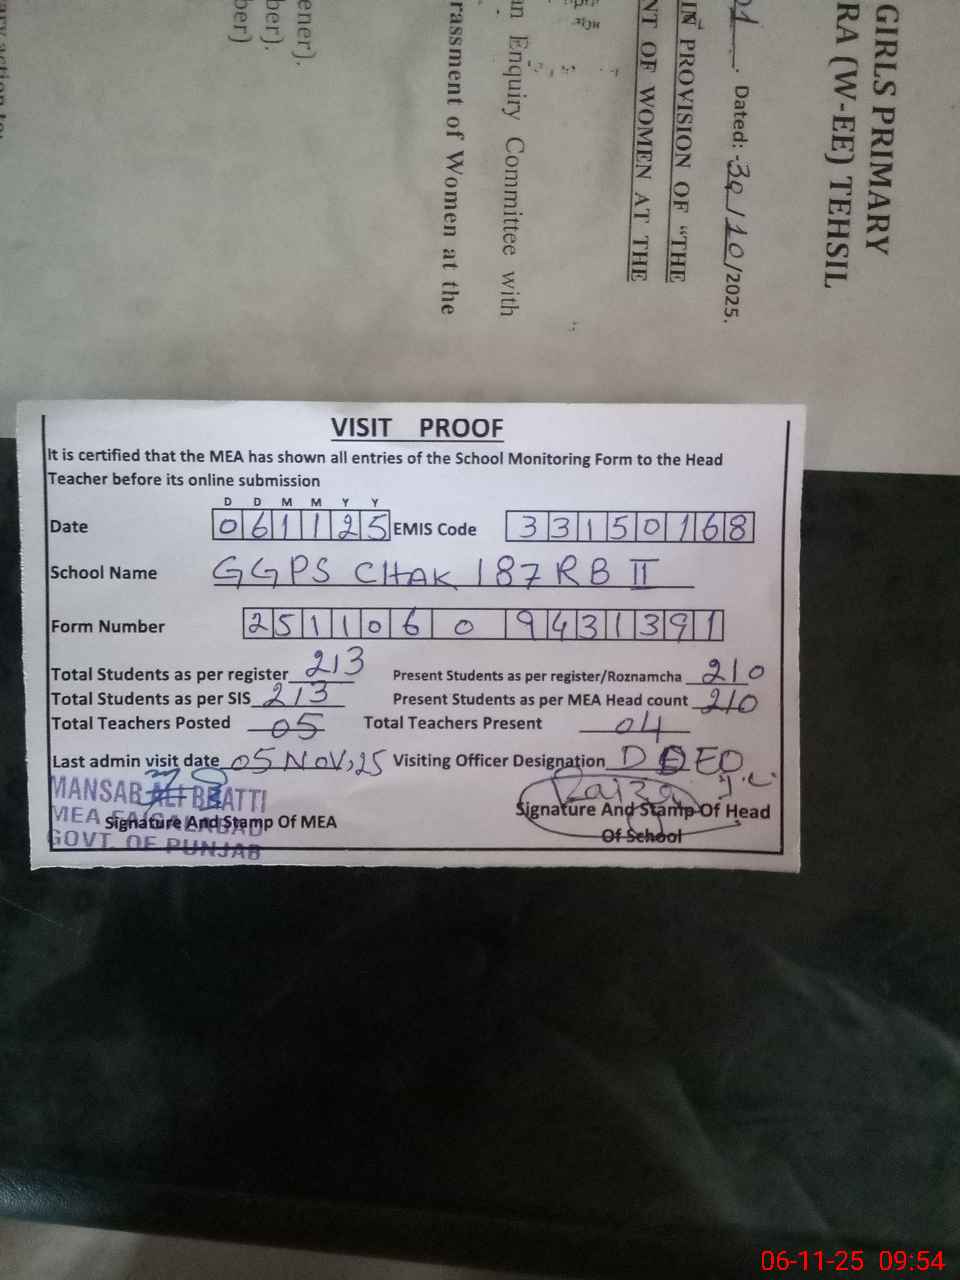 GIRLS PRIMARY
RA (W-EE) TEHSIL
01. Dated: 30/10/2025.
IN PROVISION OF "THE
NT OF WOMEN AT THE
an Enquiry Committee with
rassment of Women at the
ener).
ber).
ber)
VISIT PROOF
It is certified that the MEA has shown all entries of the School Monitoring Form to the Head
Teacher before its online submission
D D M M Y Y
Date 061125 EMIS Code 33150168
School Name GGPS CHAK 187 RB II
Form Number 2511060 9431391
Total Students as per register 213 Present Students as per register/Roznamcha 210
Total Students as per SIS 213 Present Students as per MEA Head count 210
Total Teachers Posted 05 Total Teachers Present 04
Last admin visit date 05 Nov, 25 Visiting Officer Designation DDEO
MANSAB ALI BHATTI
MEA FAISALABAD
GOVT. OF PUNJAB
Signature And Stamp Of MEA
Signature And Stamp Of Head
Of School
06-11-25 09:54